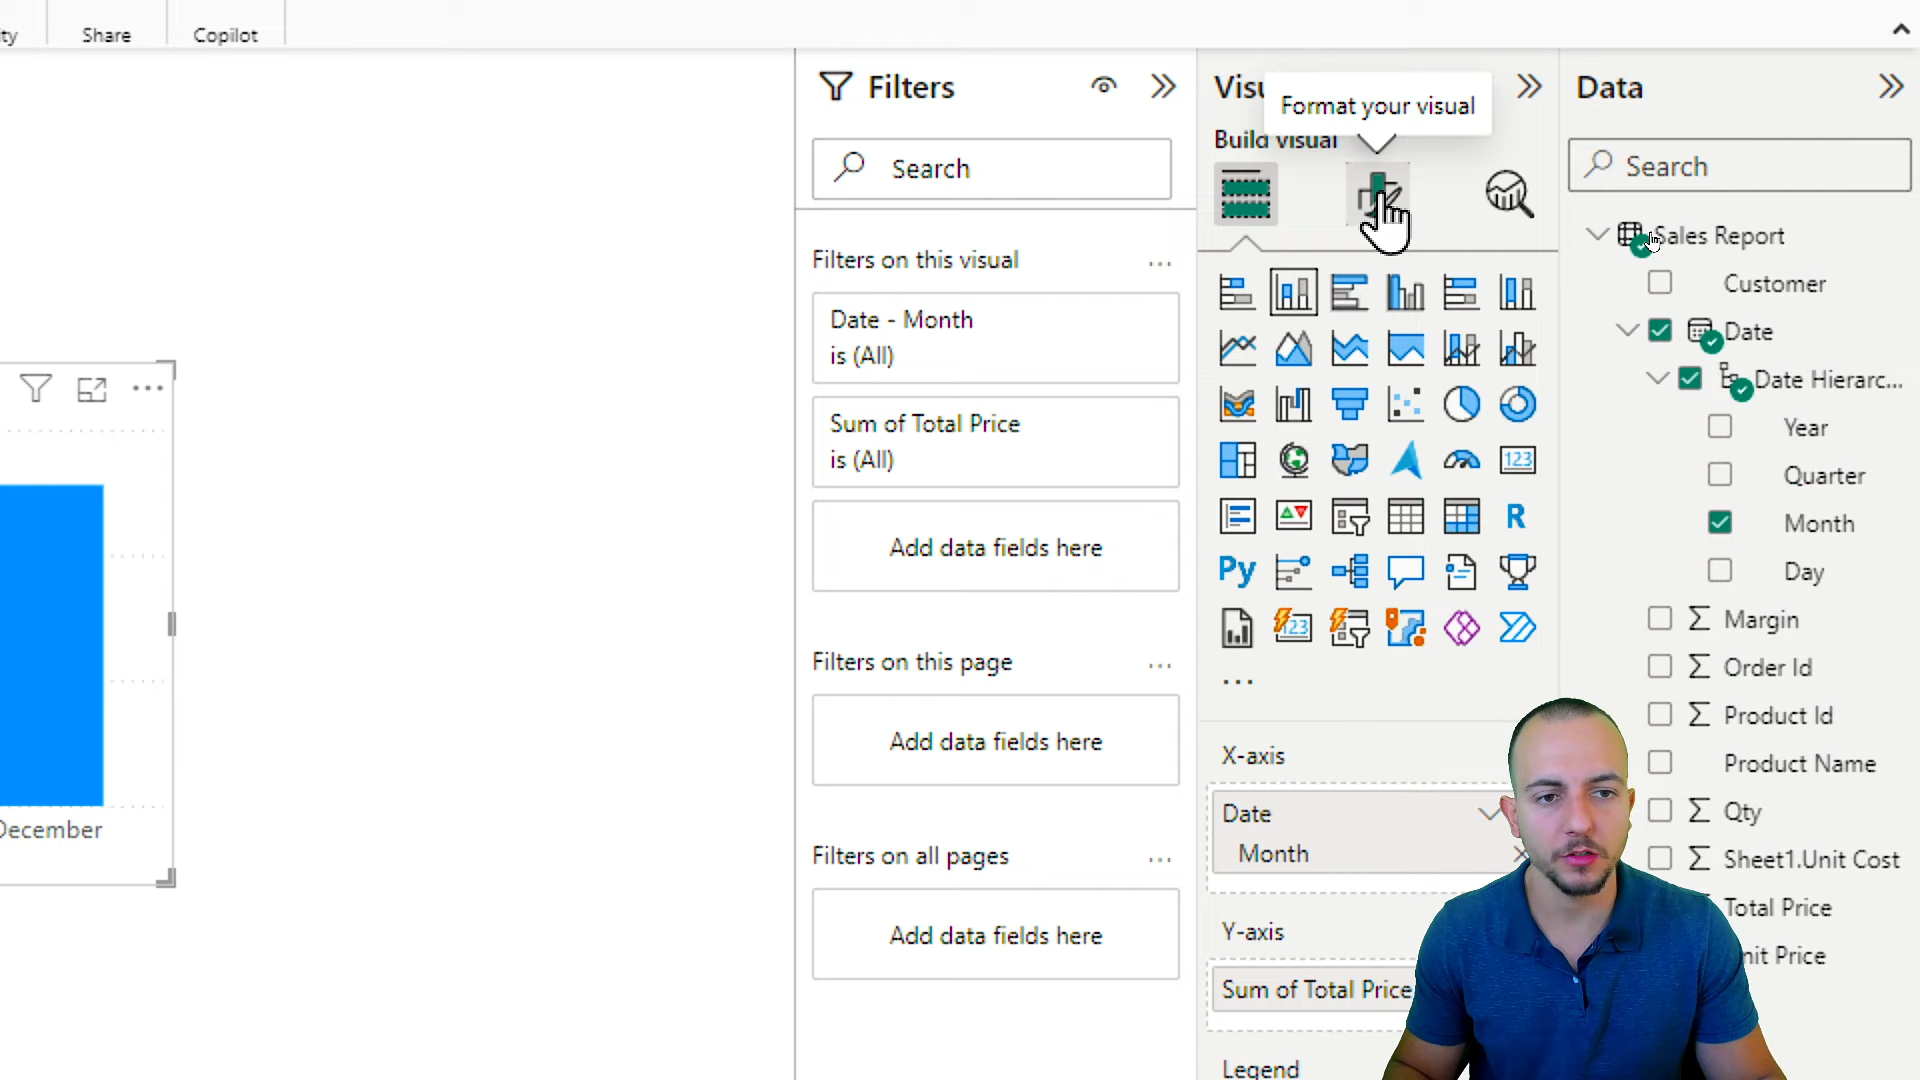 Share
Copilot
December
Filters
Search
Filters on this visual
Date - Month
is (All)
Sum of Total Price
is (All)
Add data fields here
Filters on this page
Add data fields here
Filters on all pages
Add data fields here
Format your visual
Build visual
123
R
Py
123
X-axis
Date
Month
Y-axis
Sum of Total Price
Legend
Data
Search
Sales Report
Customer
Date
Date Hierarc...
Year
Quarter
Month
Day
Σ Margin
Σ Order Id
Σ Product Id
Product Name
Σ Qty
Σ Sheet1.Unit Cost
Total Price
Unit Price